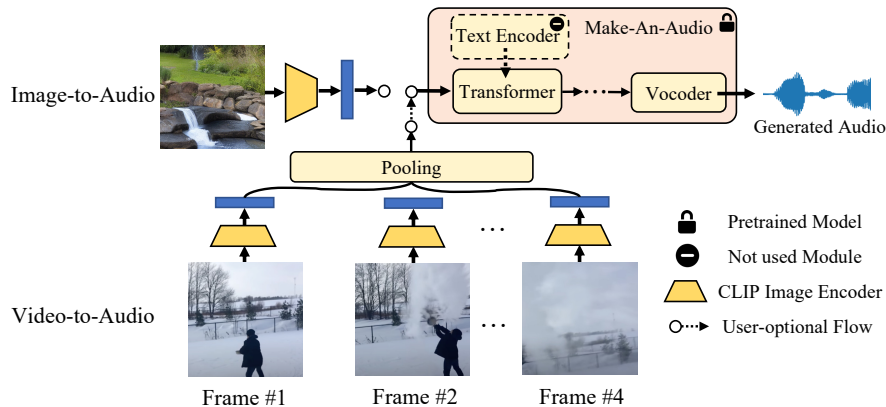 Text Encoder
Make-An-Audio
Image-to-Audio
Transformer
Vocoder
Generated Audio
Pooling
Pretrained Model
Not used Module
CLIP Image Encoder
User-optional Flow
Video-to-Audio
Frame #1
Frame #2
Frame #4